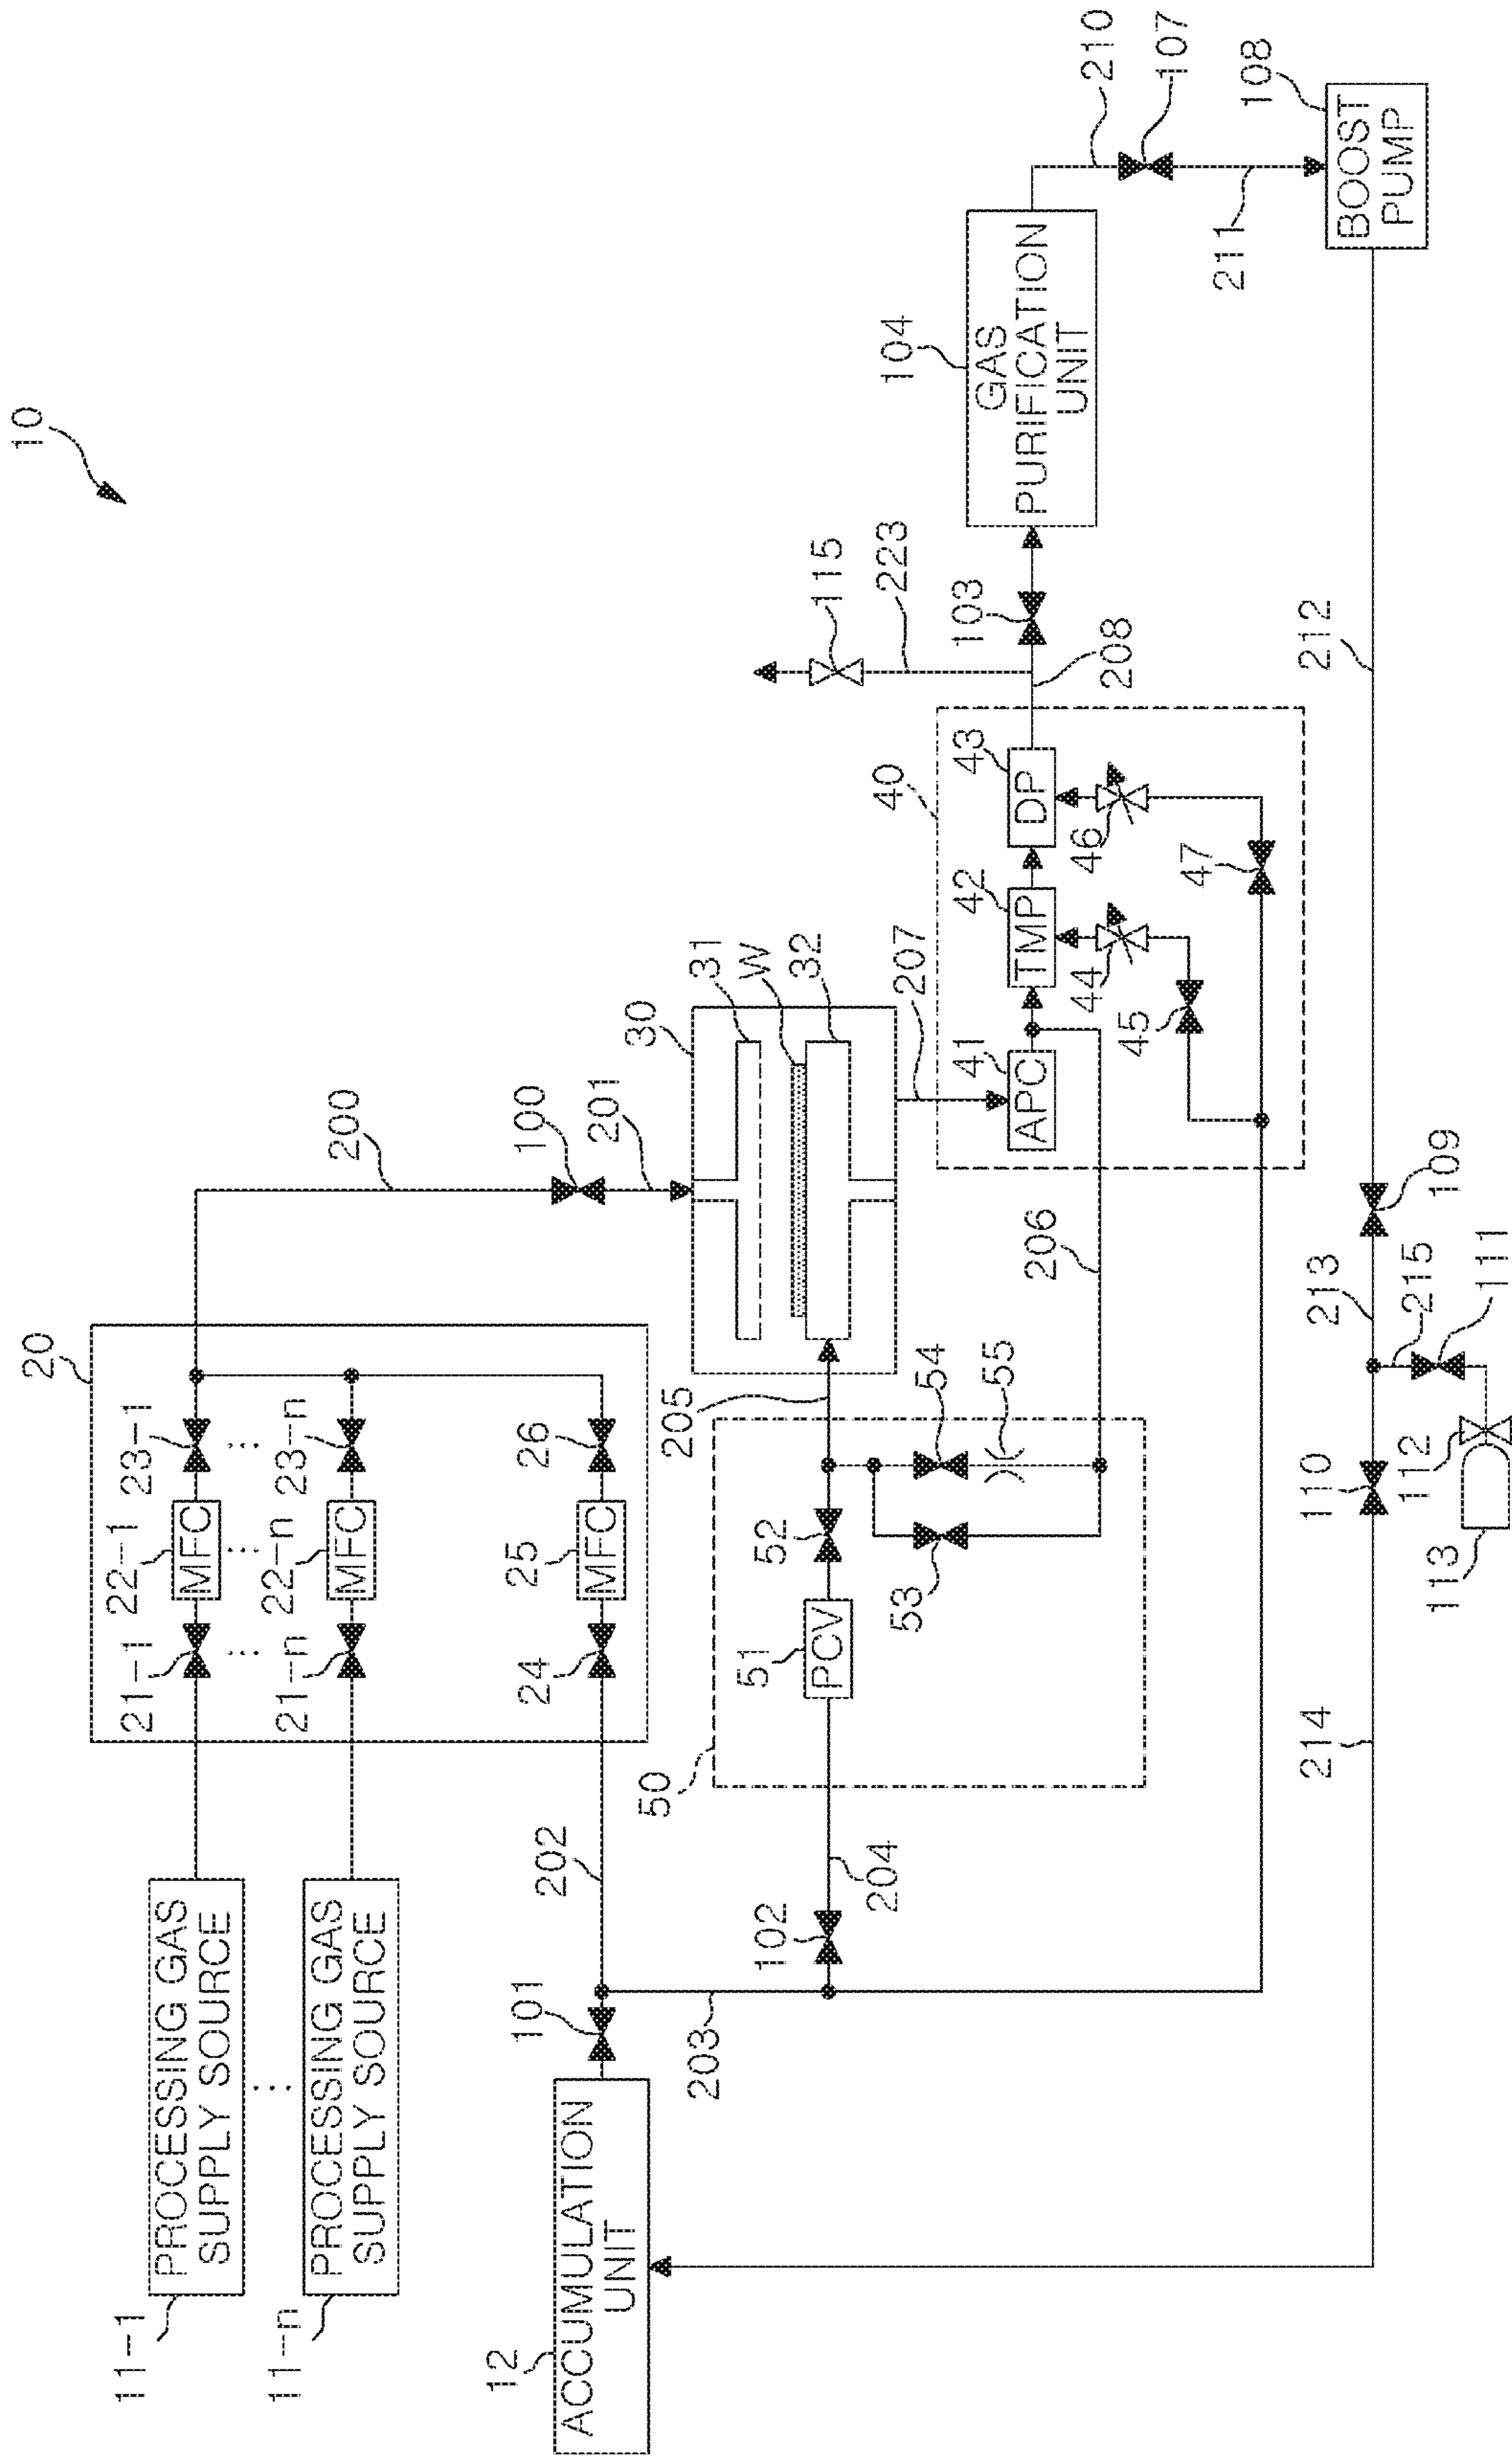 10
20
11-1
PROCESSING GAS
SUPPLY SOURCE
21-1
22-1
MFC
23-1
11-n
PROCESSING GAS
SUPPLY SOURCE
21-n
22-n
MFC
23-n
200
100
201
12
ACCUMULATION
UNIT
101
202
24
25
MFC
26
203
30
31
W
32
50
102
204
51
PCV
52
205
53
54
55
206
207
40
41
APC
42
TMP
43
DP
44
45
46
47
208
115
223
103
104
GAS
PURIFICATION
UNIT
210
107
211
108
BOOST
PUMP
212
109
213
215
111
112
113
110
214